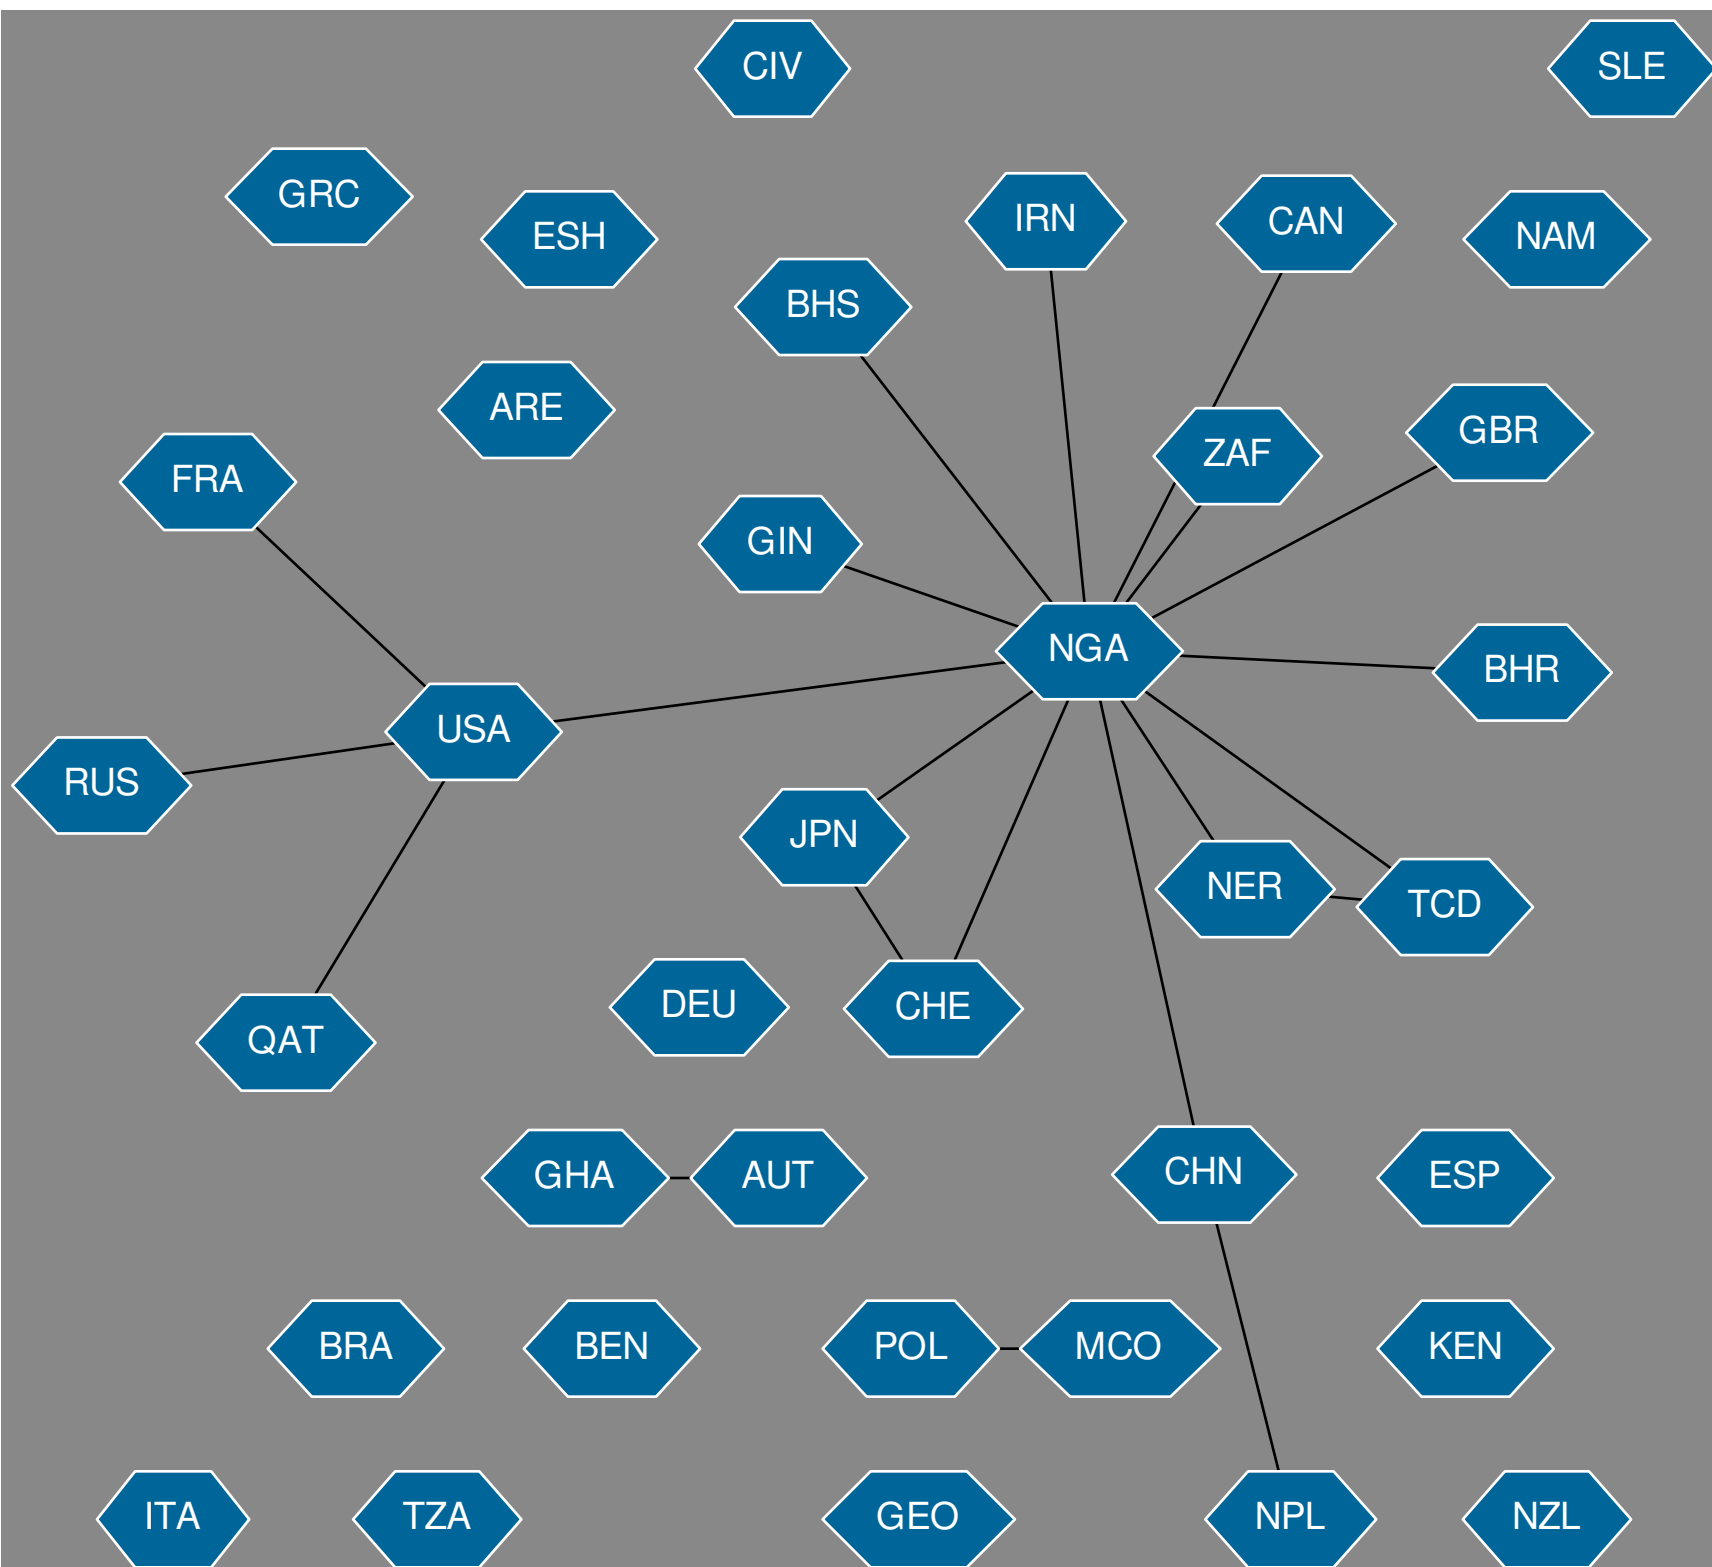 CIV
SLE
GRC
ESH
IRN
CAN
NAM
BHS
ARE
ZAF
GBR
FRA
GIN
NGA
BHR
USA
RUS
JPN
NER
TCD
DEU
CHE
QAT
GHA
AUT
CHN
ESP
BRA
BEN
POL
MCO
KEN
ITA
TZA
GEO
NPL
NZL